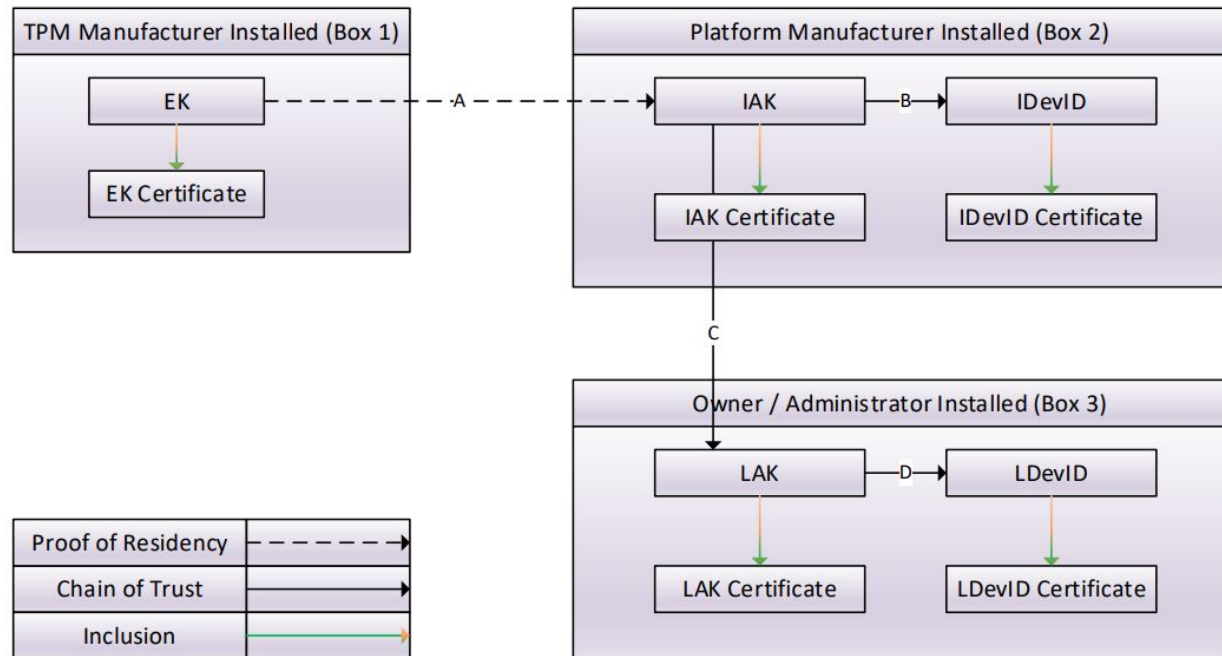 TPM Manufacturer Installed (Box 1)
EK
EK Certificate
A
Platform Manufacturer Installed (Box 2)
IAK
B
IDevID
IAK Certificate
IDevID Certificate
C
Owner / Administrator Installed (Box 3)
LAK
D
LDevID
LAK Certificate
LDevID Certificate
Proof of Residency
Chain of Trust
Inclusion